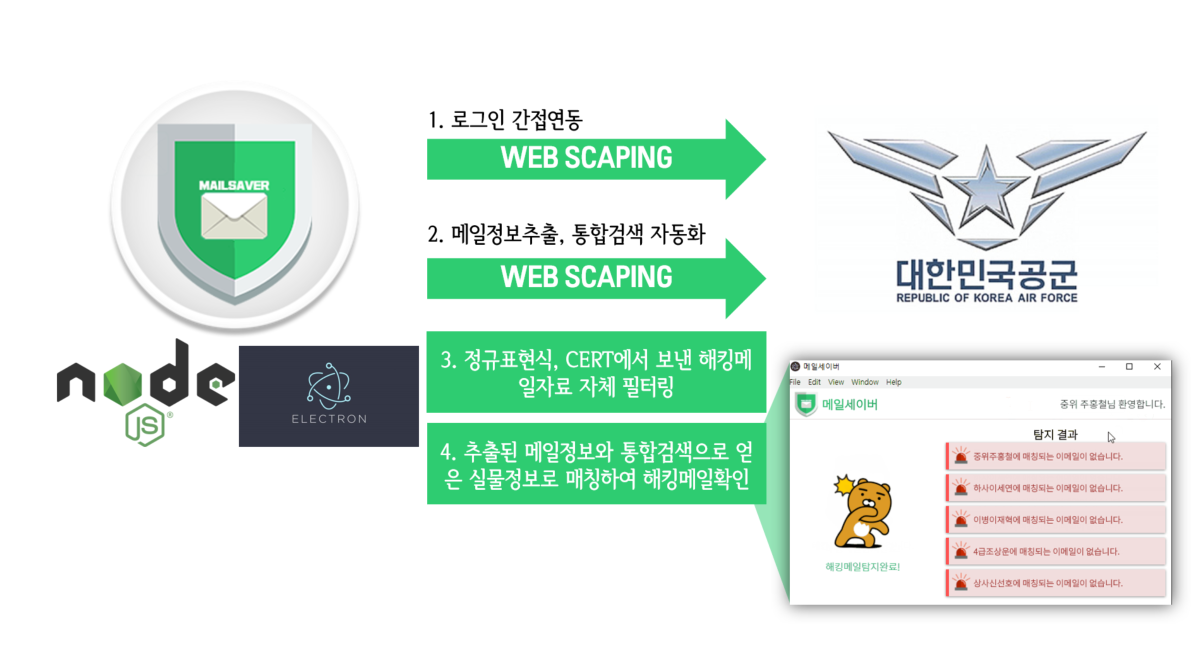 1. 로그인 간접연동
WEB SCAPING
MAILSAVER
2. 메일정보추출, 통합검색 자동화
WEB SCAPING
대한민국공군
REPUBLIC OF KOREA AIR FORCE
node
JS®
ELECTRON
3. 정규표현식, CERT에서 보낸 해킹메
일자료 자체 필터링
4. 추출된 메일정보와 통합검색으로 얻
은 실물정보로 매칭하여 해킹메일확인
메일세이버
File Edit View Window Help
메일세이버
중위 주홍철님 환영합니다.
탐지 결과
중위주홍철에 매칭되는 이메일이 없습니다.
하사이세연에 매칭되는 이메일이 없습니다.
이병이재혁에 매칭되는 이메일이 없습니다.
4급조상운에 매칭되는 이메일이 없습니다.
상사신선호에 매칭되는 이메일이 없습니다.
해킹메일탐지완료!